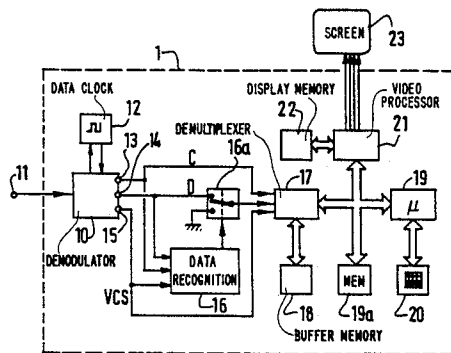 SCREEN
23
1
DATA CLOCK
12
DISPLAY MEMORY
VIDEO PROCESSOR
22
21
13
14
16a
DEMULTIPLEXER
C
17
19
11
D
μ
10
15
DEMODULATOR
DATA RECOGNITION
VCS
16
18
MEM
19a
20
BUFFER MEMORY